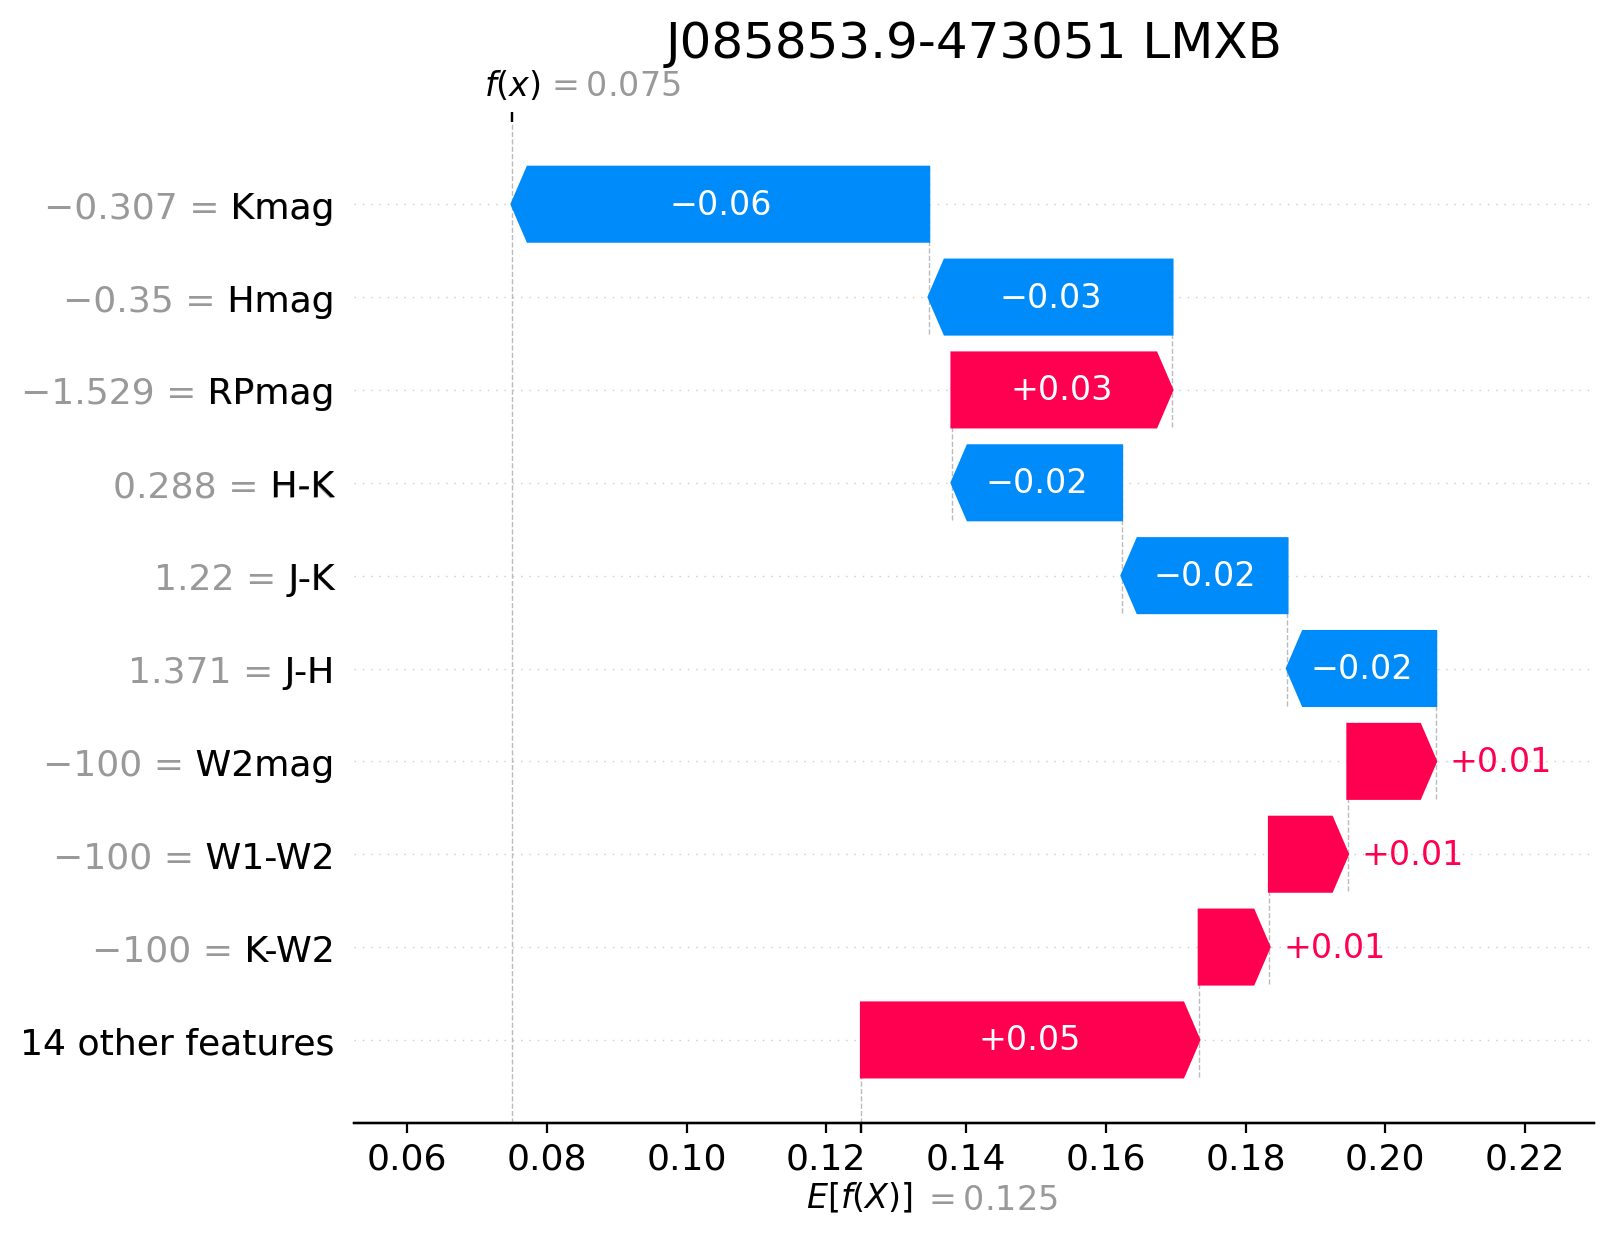 J085853.9-473051 LMXB
f(x) = 0.075
−0.307 = Kmag
−0.06
−0.35 = Hmag
−0.03
−1.529 = RPmag
+0.03
0.288 = H-K
−0.02
1.22 = J-K
−0.02
1.371 = J-H
−0.02
−100 = W2mag
+0.01
−100 = W1-W2
+0.01
−100 = K-W2
+0.01
14 other features
+0.05
0.06 0.08 0.10 0.12 0.14 0.16 0.18 0.20 0.22
E[f(X)] = 0.125